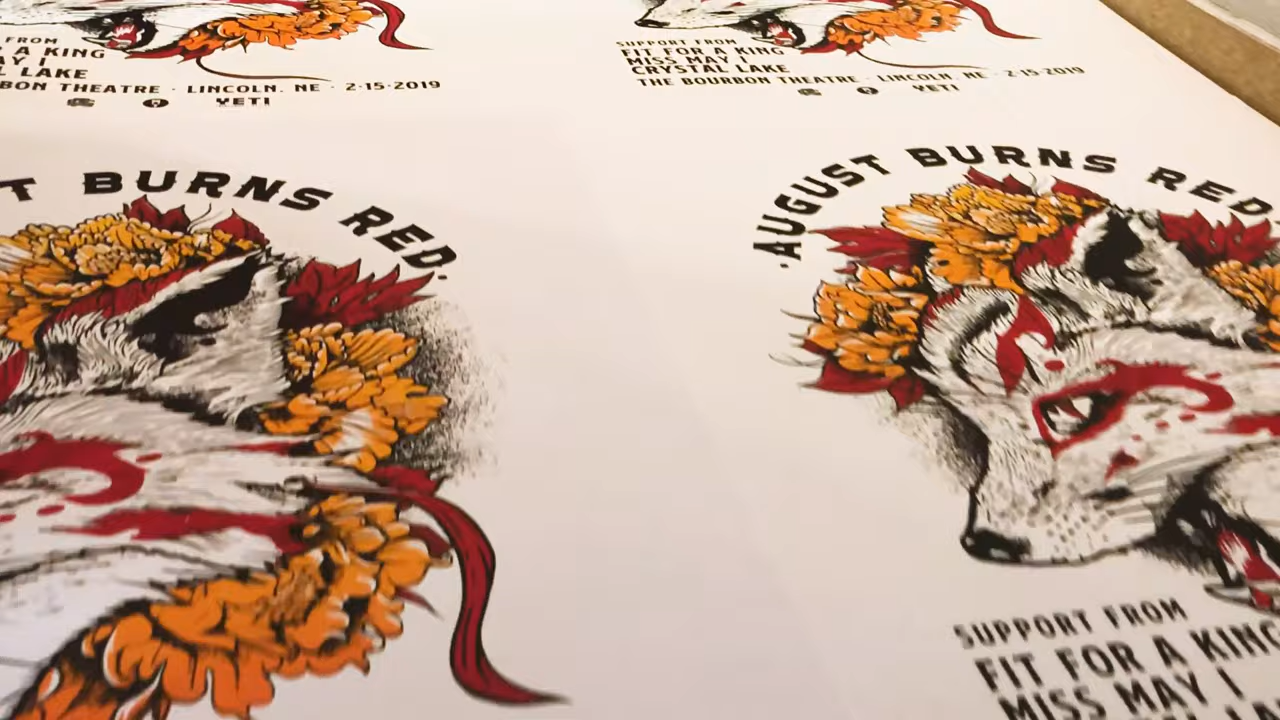 FROM
A KING
AY I
L LAKE
BON THEATRE · LINCOLN, NE · 2·15·2019
YETI
SUPPORT FROM
FIT FOR A KING
MISS MAY I
CRYSTAL LAKE
THE BOURBON THEATRE · LINCOLN, NE · 2·15·2019
YETI
T BURNS RED·
·AUGUST BURNS RED·
SUPPORT FROM
FIT FOR A KING
MISS MAY I